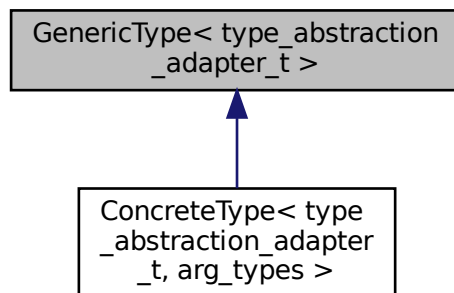 GenericType< type_abstraction
_adapter_t >
ConcreteType< type
_abstraction_adapter
_t, arg_types >